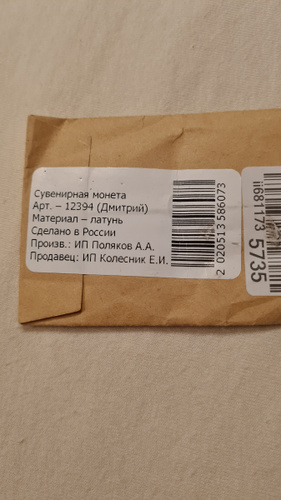 Сувенирная монета
Арт. – 12394 (Дмитрий)
Материал – латунь
Сделано в России
Произв.: ИП Поляков А.А.
Продавец: ИП Колесник Е.И.
2 020513 586073
ii681173
5735